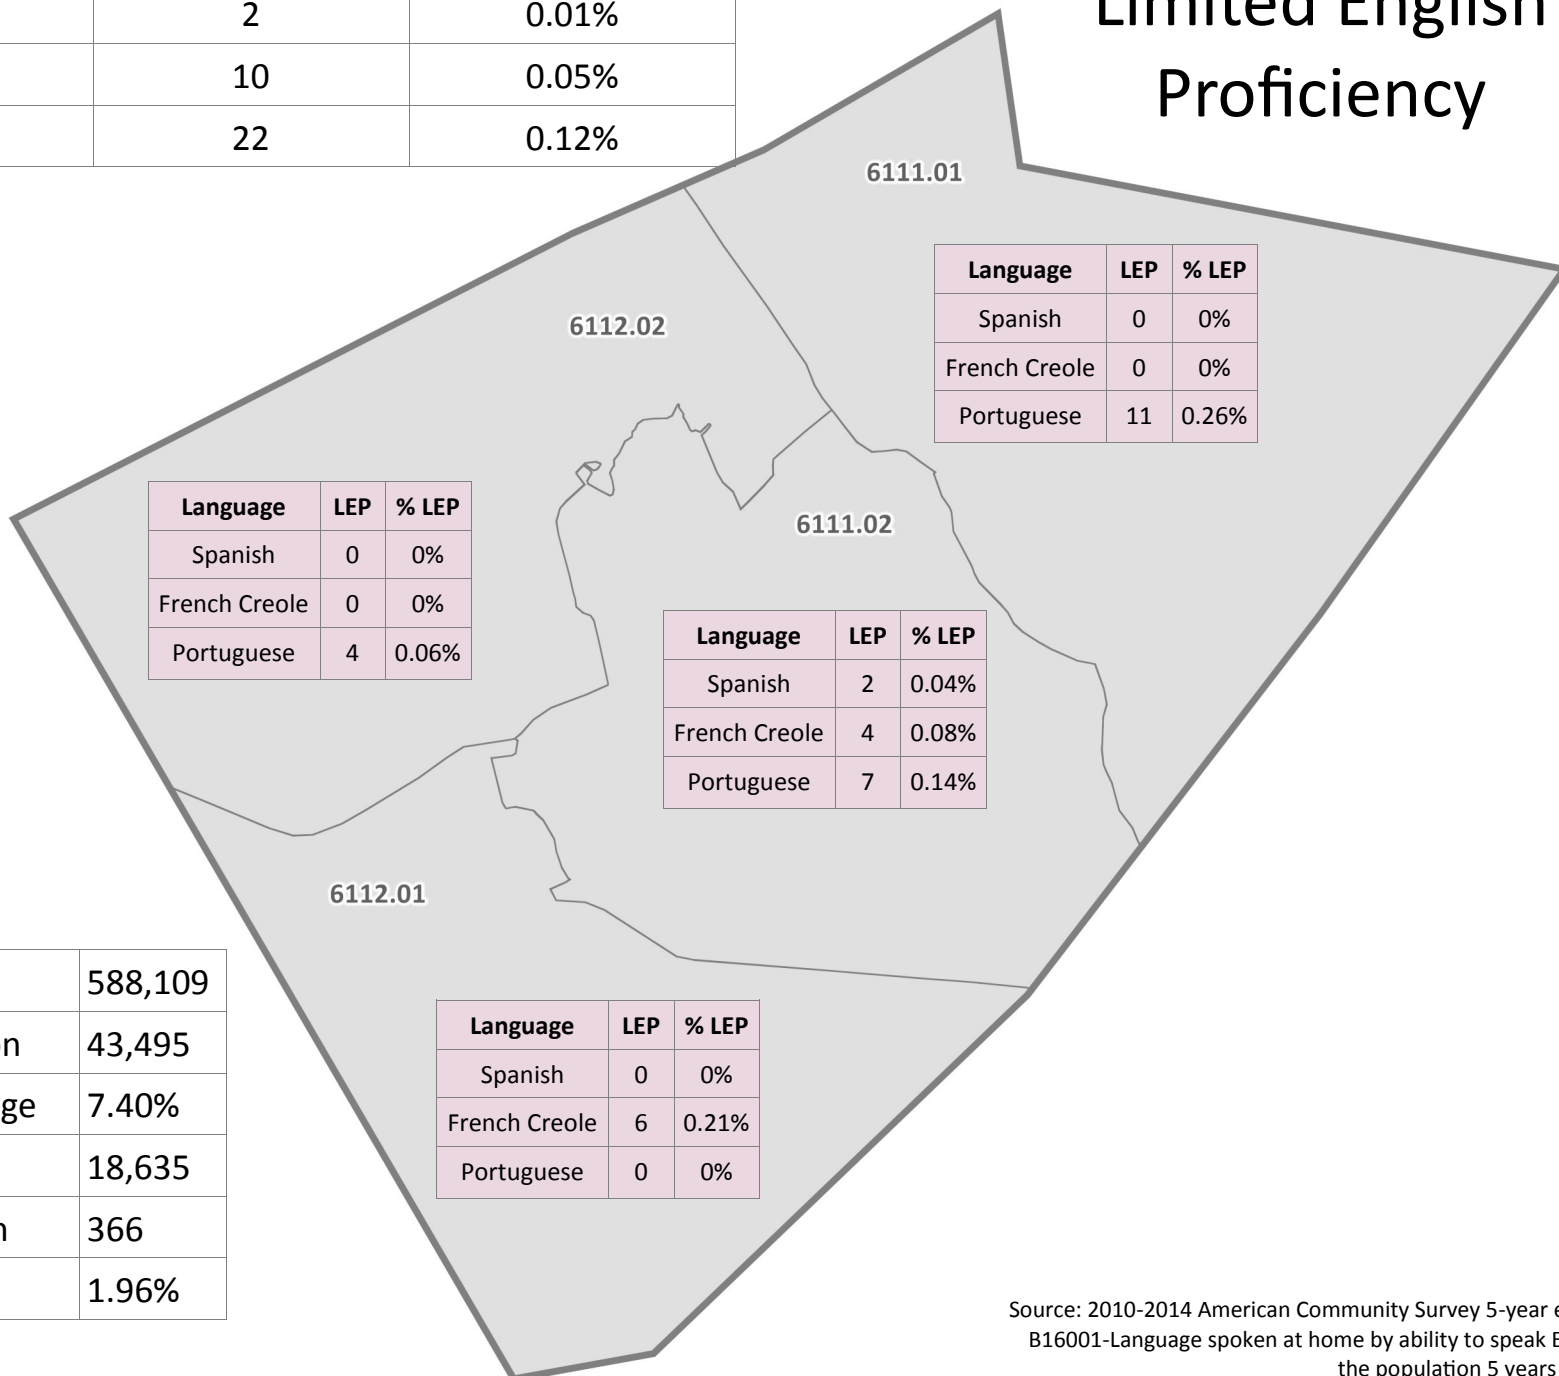 Limited English
Proficiency
2 0.01%
10 0.05%
22 0.12%
6111.01
Language LEP % LEP
Spanish 0 0%
French Creole 0 0%
Portuguese 11 0.26%
6112.02
Language LEP % LEP
Spanish 0 0%
French Creole 0 0%
Portuguese 4 0.06%
6111.02
Language LEP % LEP
Spanish 2 0.04%
French Creole 4 0.08%
Portuguese 7 0.14%
6112.01
Language LEP % LEP
Spanish 0 0%
French Creole 6 0.21%
Portuguese 0 0%
588,109
43,495
7.40%
18,635
366
1.96%
Source: 2010-2014 American Community Survey 5-year
B16001-Language spoken at home by ability to speak
the population 5 years